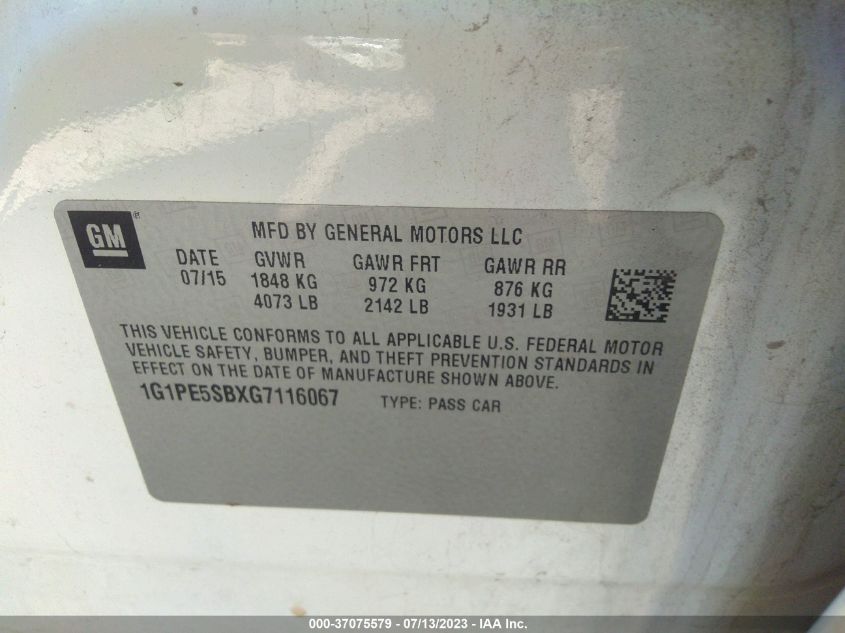 GM
MFD BY GENERAL MOTORS LLC
DATE GVWR GAWR FRT GAWR RR
07/15 1848 KG 972 KG 876 KG
4073 LB 2142 LB 1931 LB
THIS VEHICLE CONFORMS TO ALL APPLICABLE U.S. FEDERAL MOTOR
VEHICLE SAFETY, BUMPER, AND THEFT PREVENTION STANDARDS IN
EFFECT ON THE DATE OF MANUFACTURE SHOWN ABOVE.
1G1PE5SBXG7116067 TYPE: PASS CAR
000-37075579 - 07/13/2023 - IAA Inc.